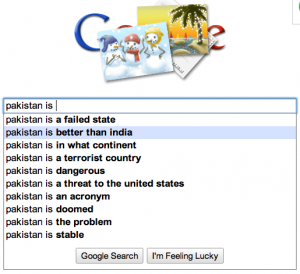 Google
pakistan is
pakistan is a failed state
pakistan is better than india
pakistan is in what continent
pakistan is a terrorist country
pakistan is dangerous
pakistan is a threat to the united states
pakistan is an acronym
pakistan is doomed
pakistan is the problem
pakistan is stable
Google Search I'm Feeling Lucky